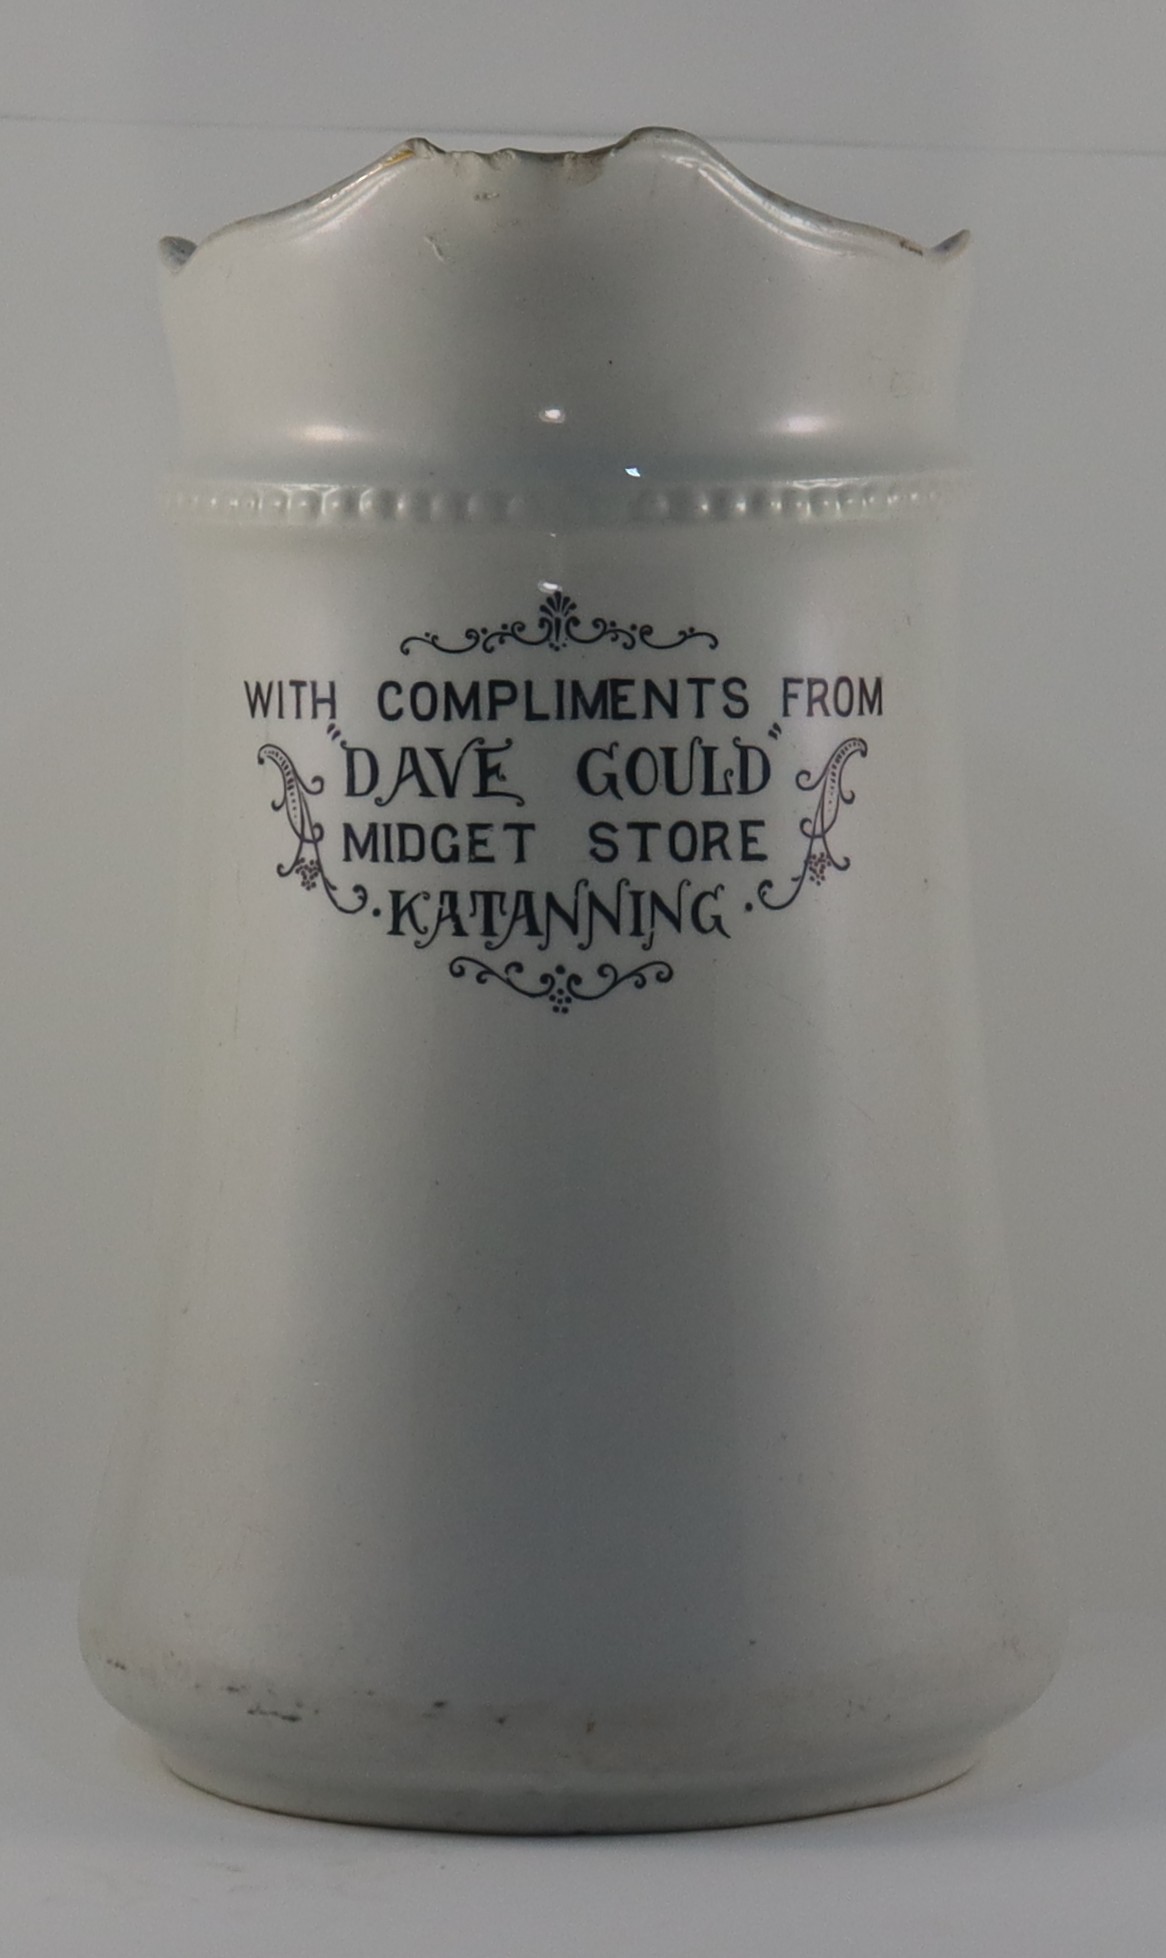 WITH COMPLIMENTS FROM
"DAVE GOULD"
MIDGET STORE
·KATANNING·